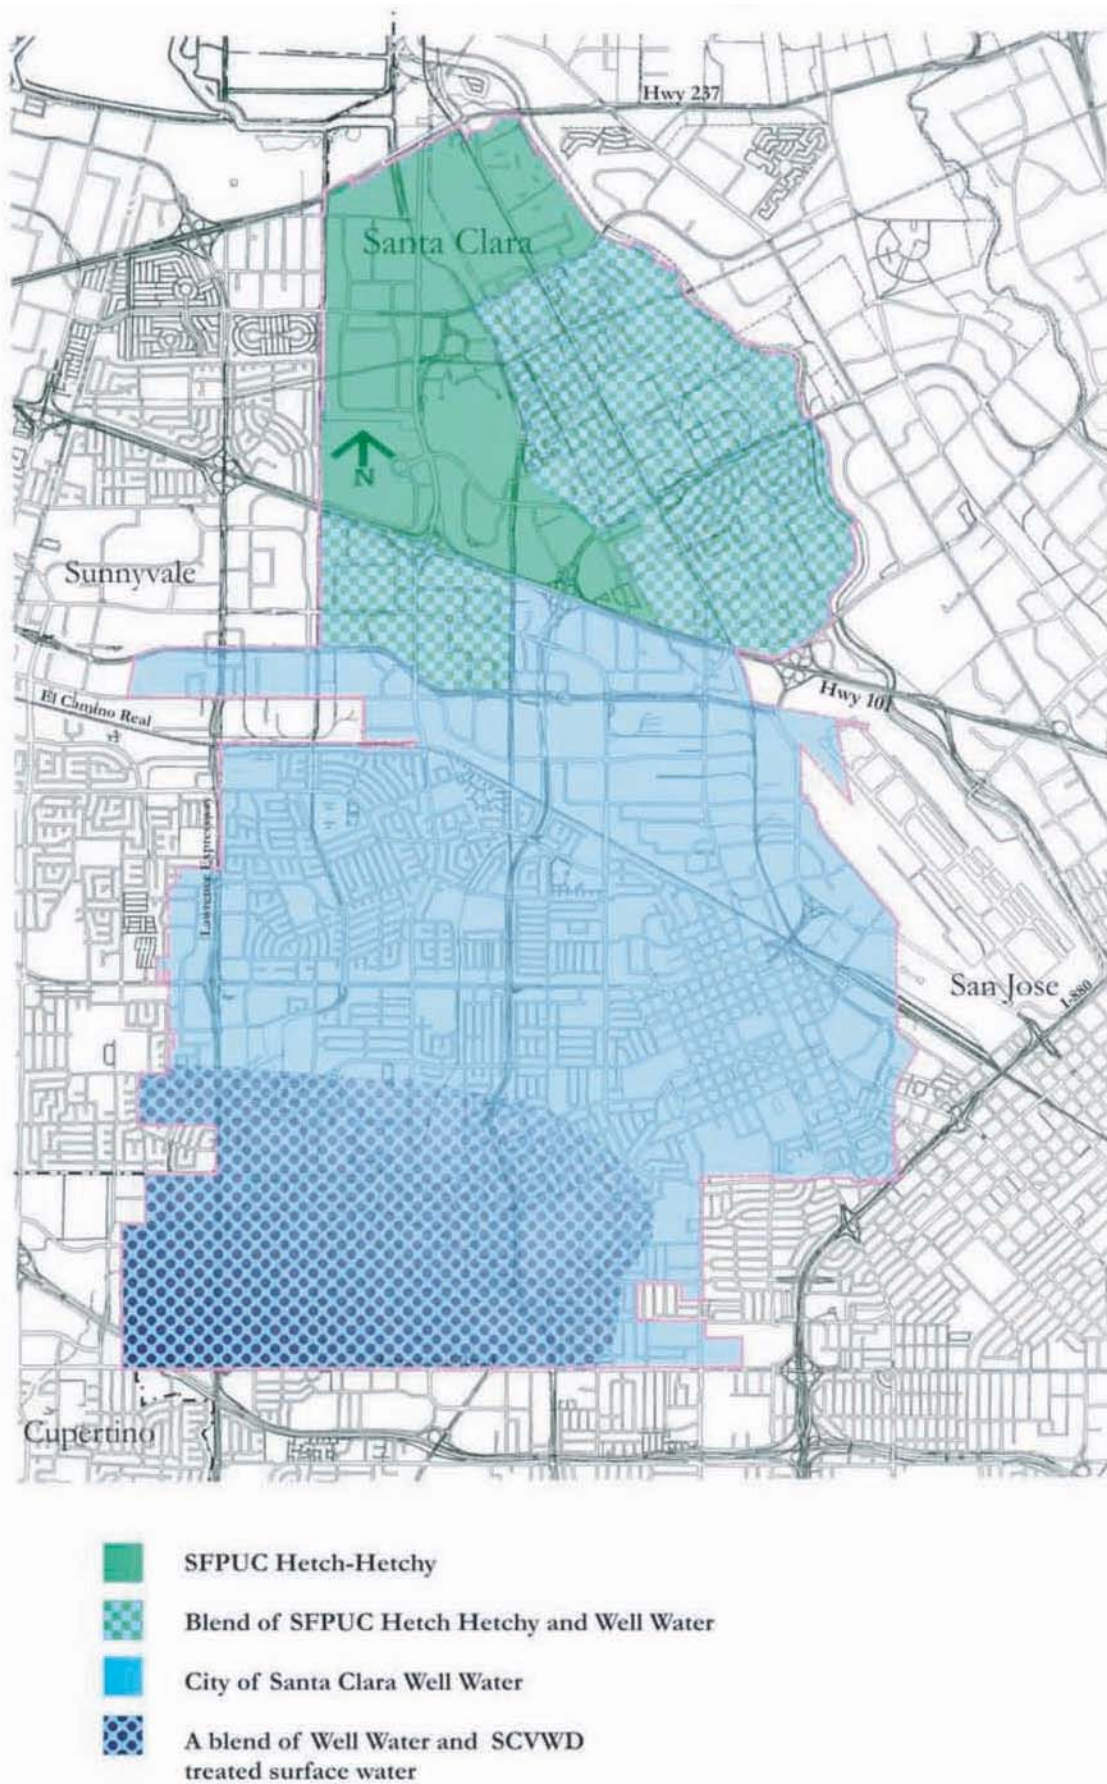 Hwy 237
Santa Clara
N
Sunnyvale
El Camino Real
Hwy 101
Lawrence Expressway
San Jose
I-880
Cupertino
SFPUC Hetch-Hetchy
Blend of SFPUC Hetch Hetchy and Well Water
City of Santa Clara Well Water
A blend of Well Water and SCVWD
treated surface water